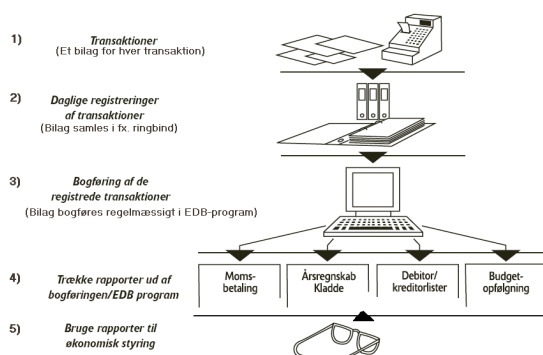 1) Transaktioner
(Et bilag for hver transaktion)
2) Daglige registreringer
af transaktioner
(Bilag samles i fx. ringbind)
3) Bogføring af de
registrede transaktioner
(Bilag bogføres regelmæssigt i EDB-program)
4) Trække rapporter ud af
bogføringen/EDB program
Moms-
betaling
Årsregnskab
Kladde
Debitor/
kreditorlister
Budget-
opfølgning
5) Bruge rapporter til
økonomisk styring